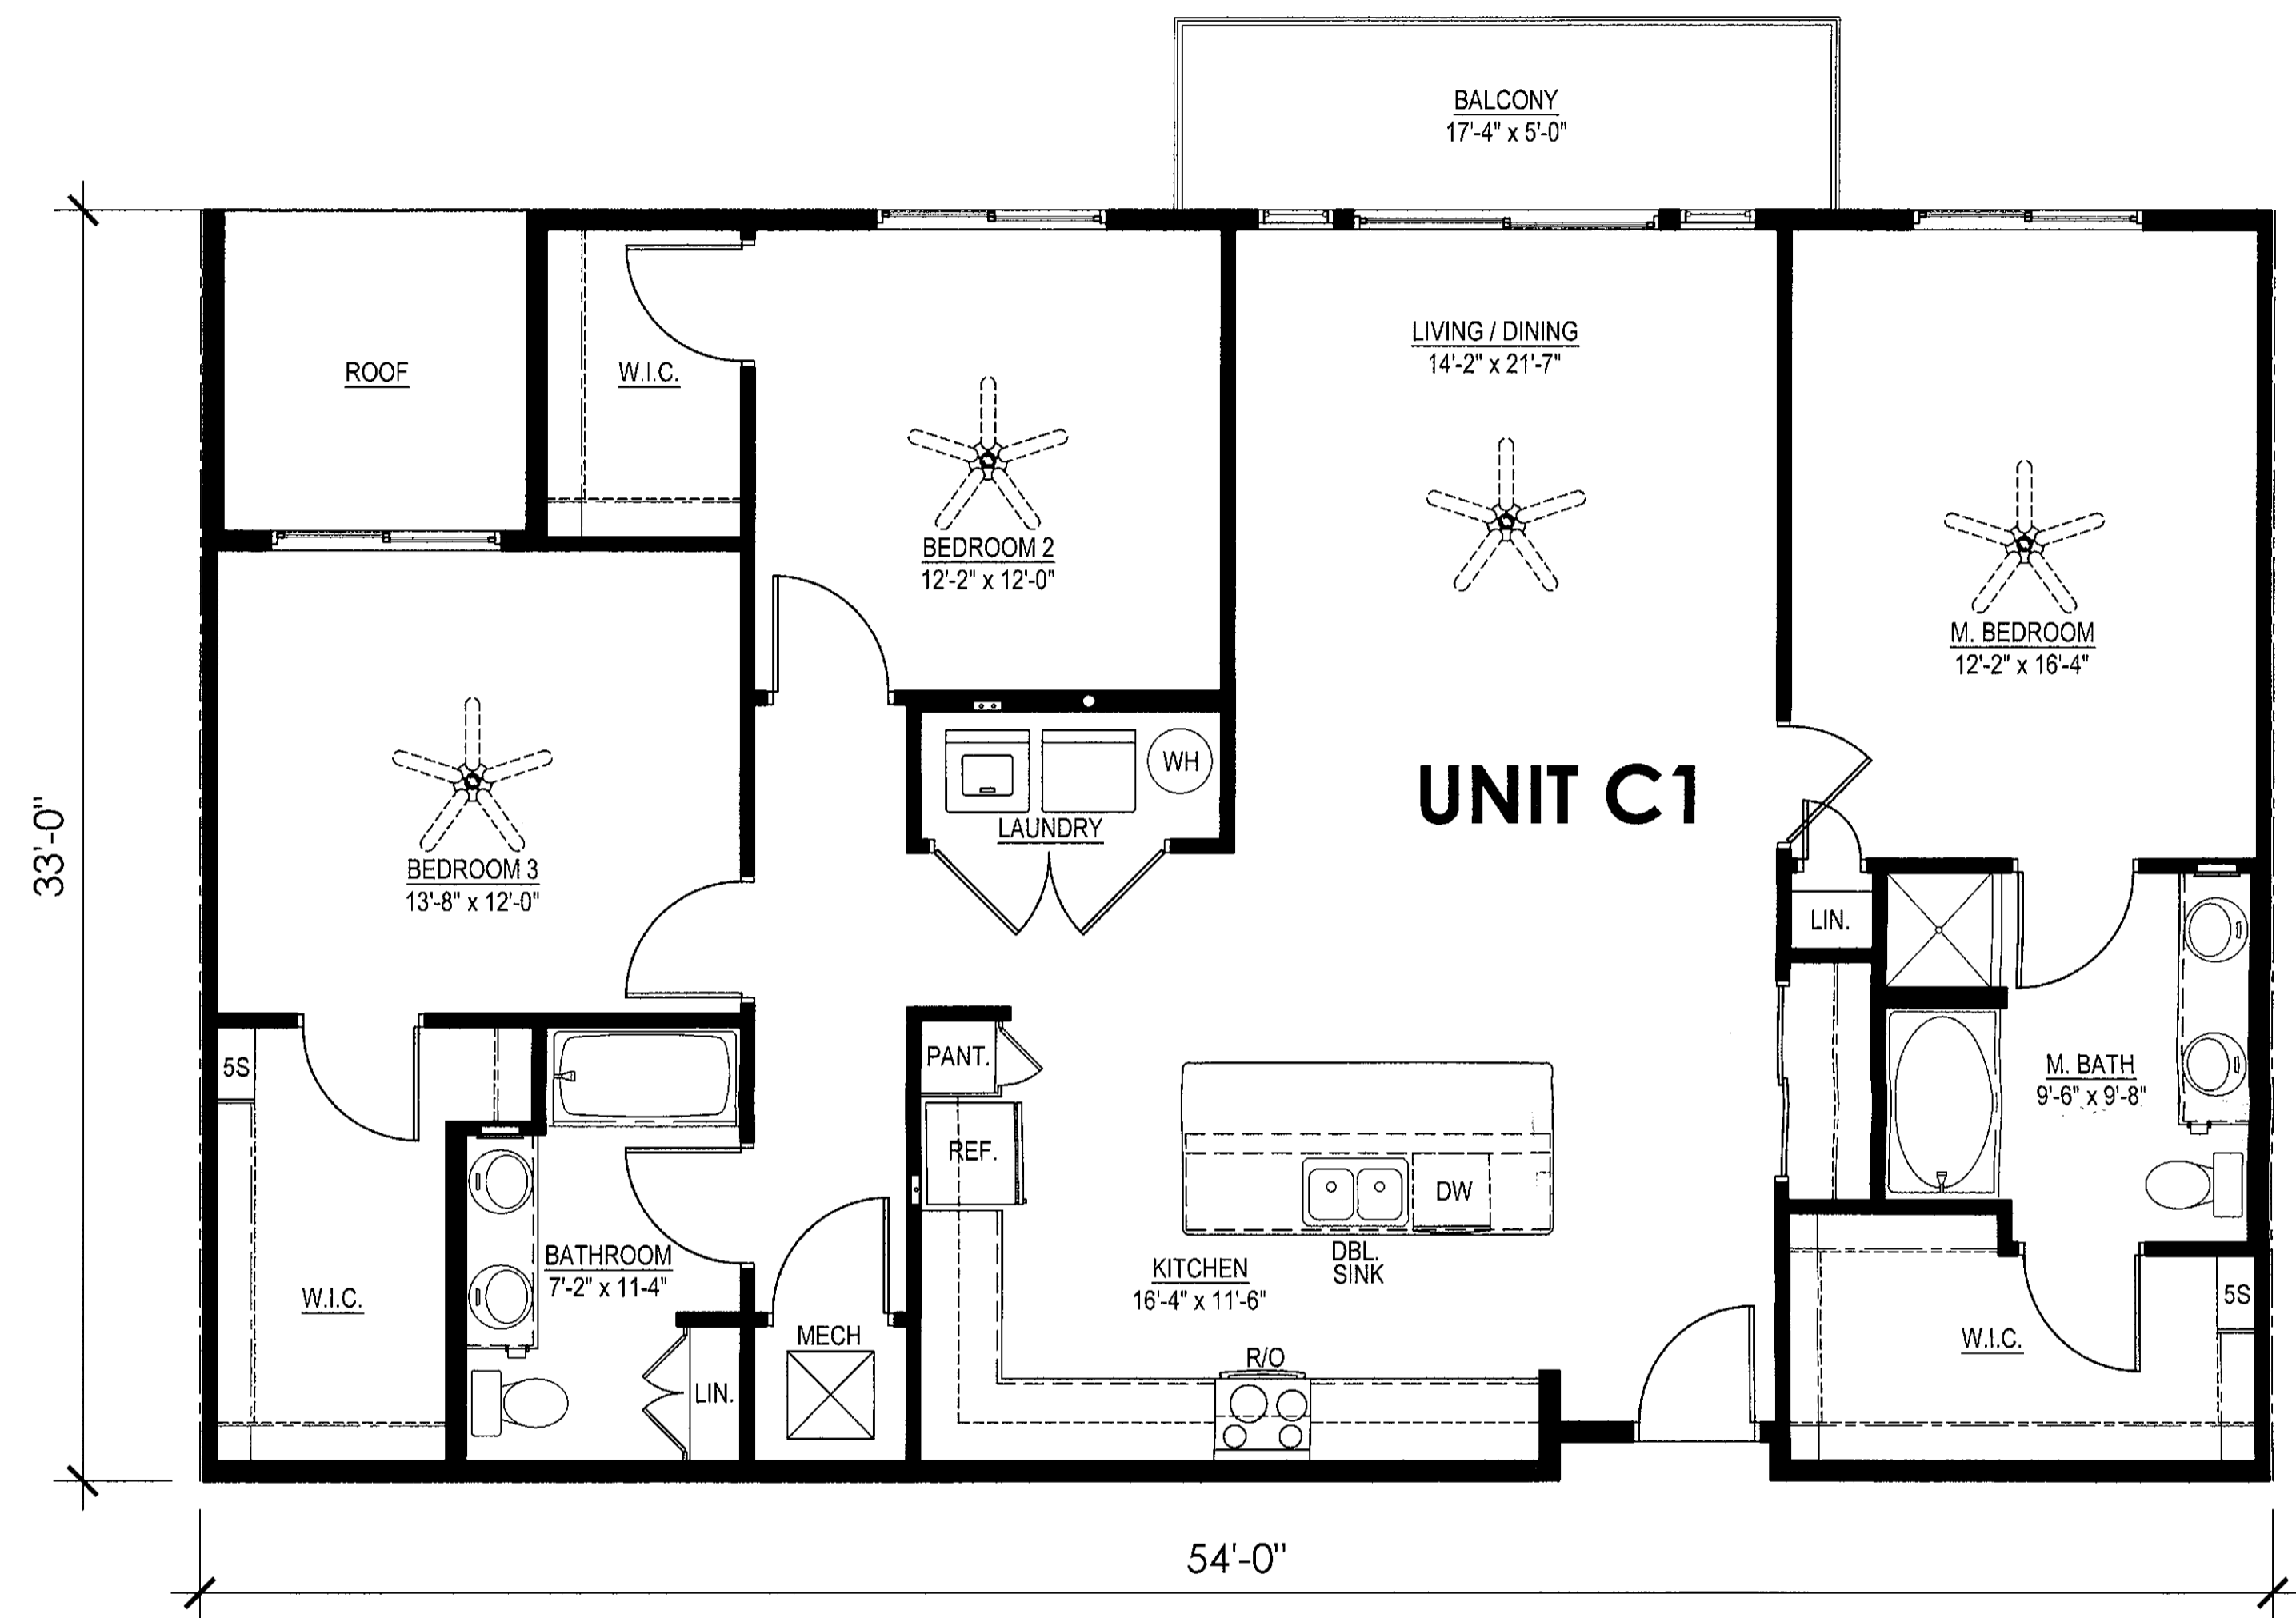 BALCONY
17'-4" x 5'-0"
ROOF
W.I.C.
LIVING / DINING
14'-2" x 21'-7"
BEDROOM 2
12'-2" x 12'-0"
M. BEDROOM
12'-2" x 16'-4"
WH
LAUNDRY
UNIT C1
BEDROOM 3
13'-8" x 12'-0"
33'-0"
LIN.
5S
PANT.
REF.
M. BATH
9'-6" x 9'-8"
DW
DBL.
SINK
BATHROOM
7'-2" x 11-4"
KITCHEN
16'-4" x 11'-6"
W.I.C.
MECH
R/O
LIN.
W.I.C.
5S
54'-0"